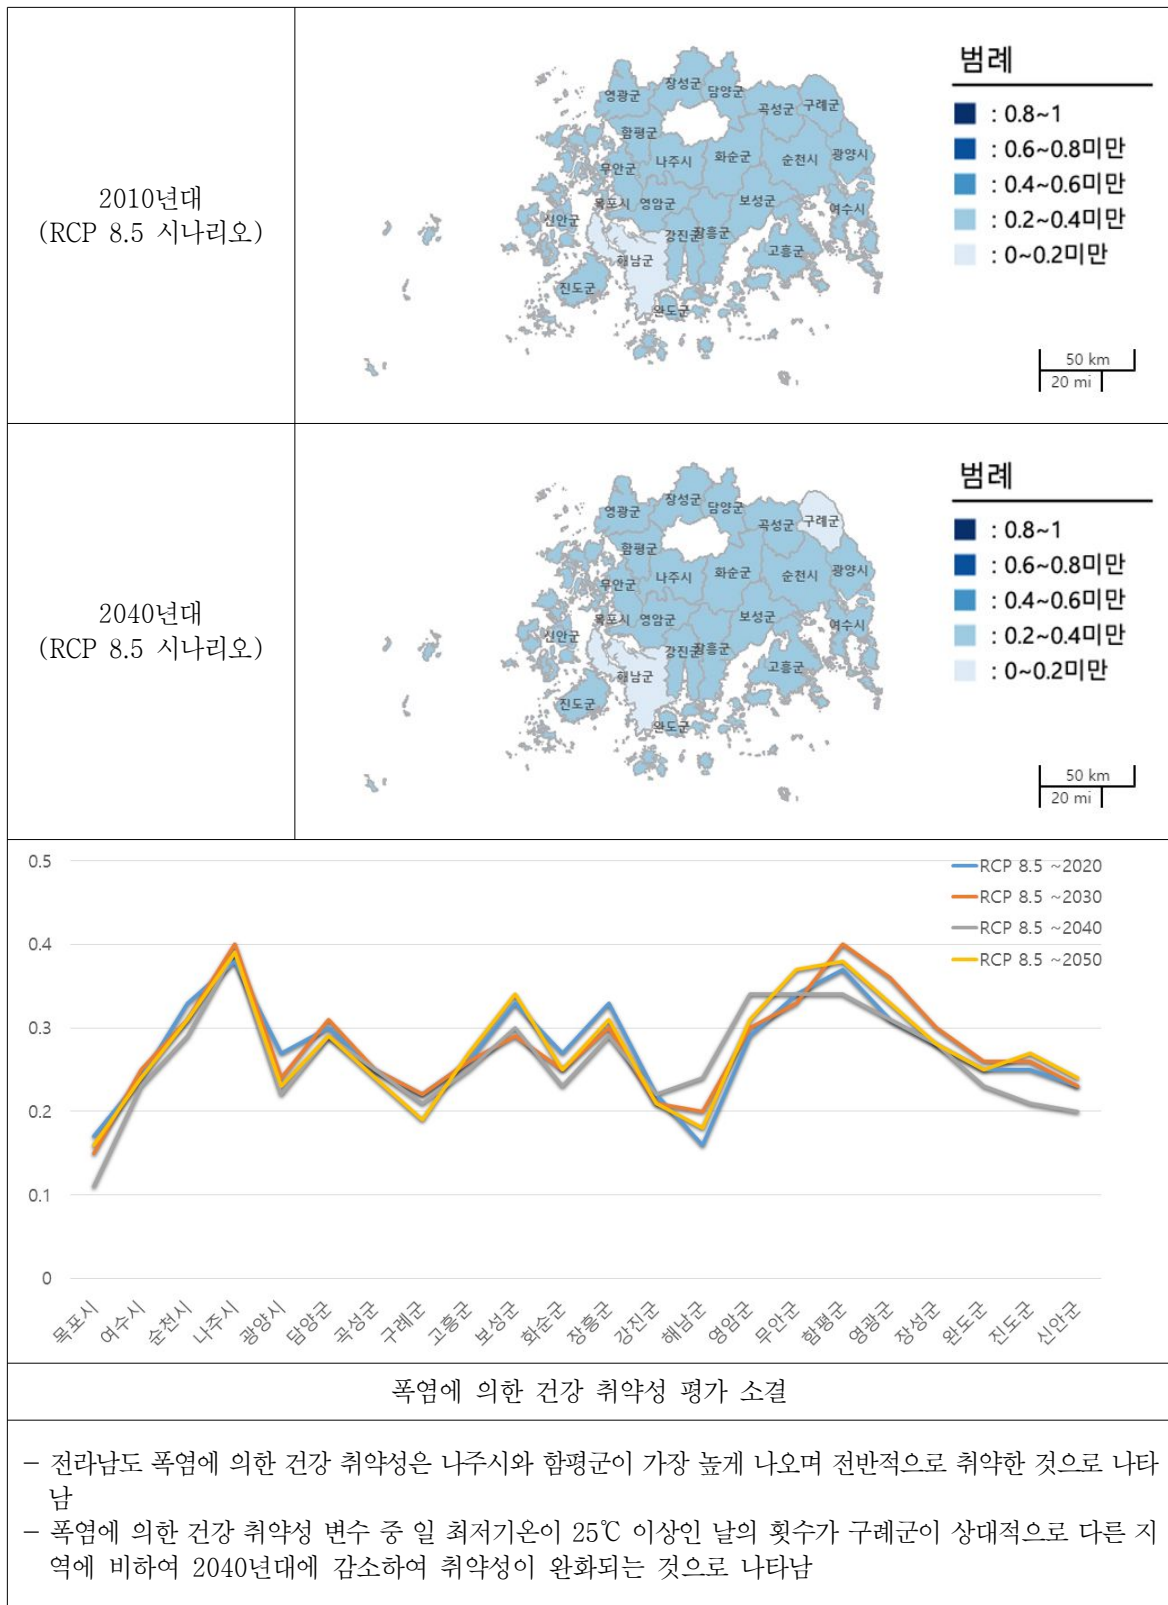 2010년대
(RCP 8.5 시나리오)
장성군
영광군
담양군
곡성군
구례군
함평군
나주시
화순군
순천시
광양시
무안군
목포시
영암군
보성군
여수시
신안군
강진군
장흥군
고흥군
해남군
진도군
완도군
범례
: 0.8~1
: 0.6~0.8미만
: 0.4~0.6미만
: 0.2~0.4미만
: 0~0.2미만
50 km
20 mi
2040년대
(RCP 8.5 시나리오)
장성군
영광군
담양군
곡성군
구례군
함평군
나주시
화순군
순천시
광양시
무안군
목포시
영암군
보성군
여수시
신안군
강진군
장흥군
고흥군
해남군
진도군
완도군
범례
: 0.8~1
: 0.6~0.8미만
: 0.4~0.6미만
: 0.2~0.4미만
: 0~0.2미만
50 km
20 mi
0.5
0.4
0.3
0.2
0.1
0
RCP 8.5 ~2020
RCP 8.5 ~2030
RCP 8.5 ~2040
RCP 8.5 ~2050
목포시
여수시
순천시
나주시
광양시
담양군
곡성군
구례군
고흥군
보성군
화순군
장흥군
강진군
해남군
영암군
무안군
함평군
영광군
장성군
완도군
진도군
신안군
폭염에 의한 건강 취약성 평가 소결
- 전라남도 폭염에 의한 건강 취약성은 나주시와 함평군이 가장 높게 나오며 전반적으로 취약한 것으로 나타
남
- 폭염에 의한 건강 취약성 변수 중 일 최저기온이 25℃ 이상인 날의 횟수가 구례군이 상대적으로 다른 지
역에 비하여 2040년대에 감소하여 취약성이 완화되는 것으로 나타남